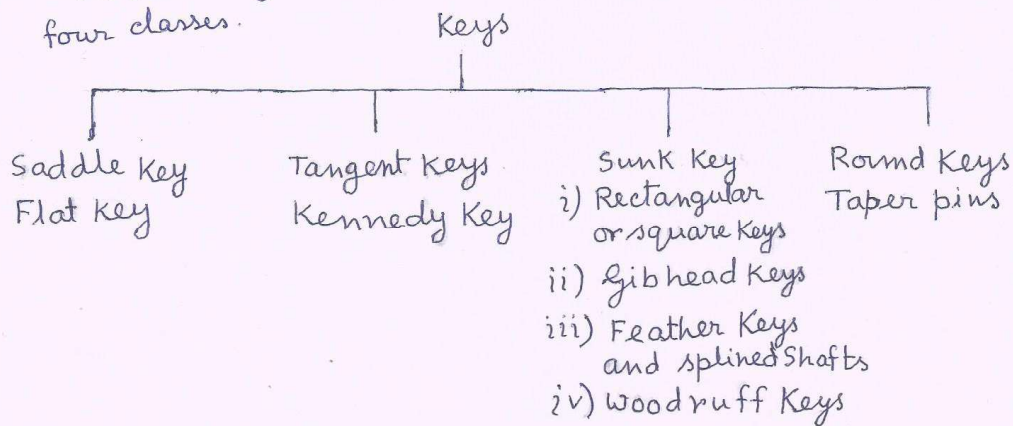 four classes.
Keys
Saddle Key
Flat Key
Tangent Keys
Kennedy Key
Sunk Key
i) Rectangular
or square Keys
ii) Gib head Keys
iii) Feather Keys
and splined Shafts
iv) Woodruff Keys
Round Keys
Taper pins